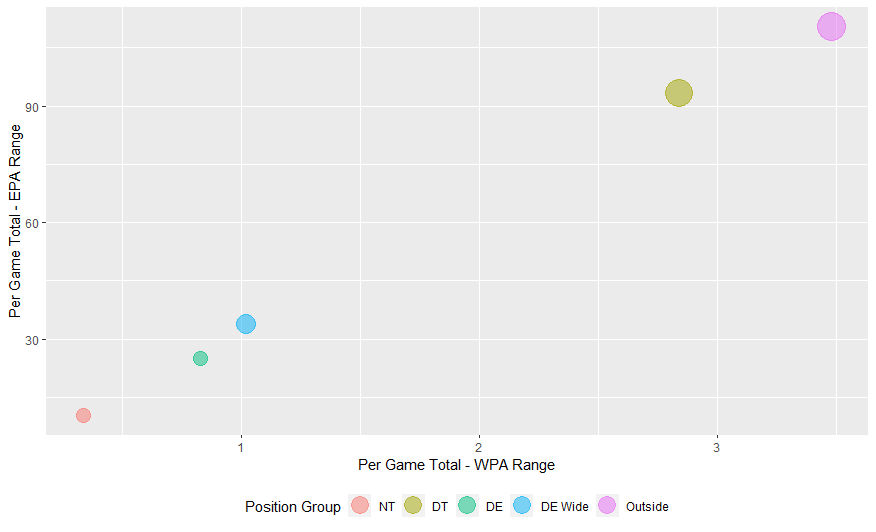 Per Game Total - EPA Range
90
60
30
1 2 3
Per Game Total - WPA Range
Position Group NT DT DE DE Wide Outside